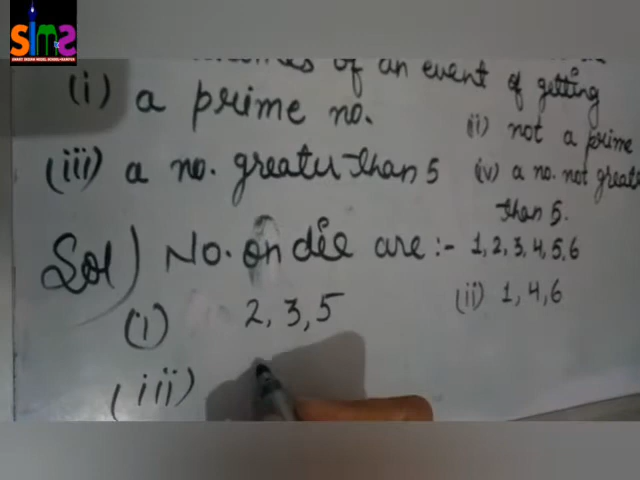 SIMS
of an event of getting
(i) a prime no.
(ii) not a prime
(iii) a no. greater than 5
(iv) a no. not greate
than 5.
Sol) No. on die are :- 1, 2, 3, 4, 5, 6
(i) 2, 3, 5
(ii) 1, 4, 6
(iii)